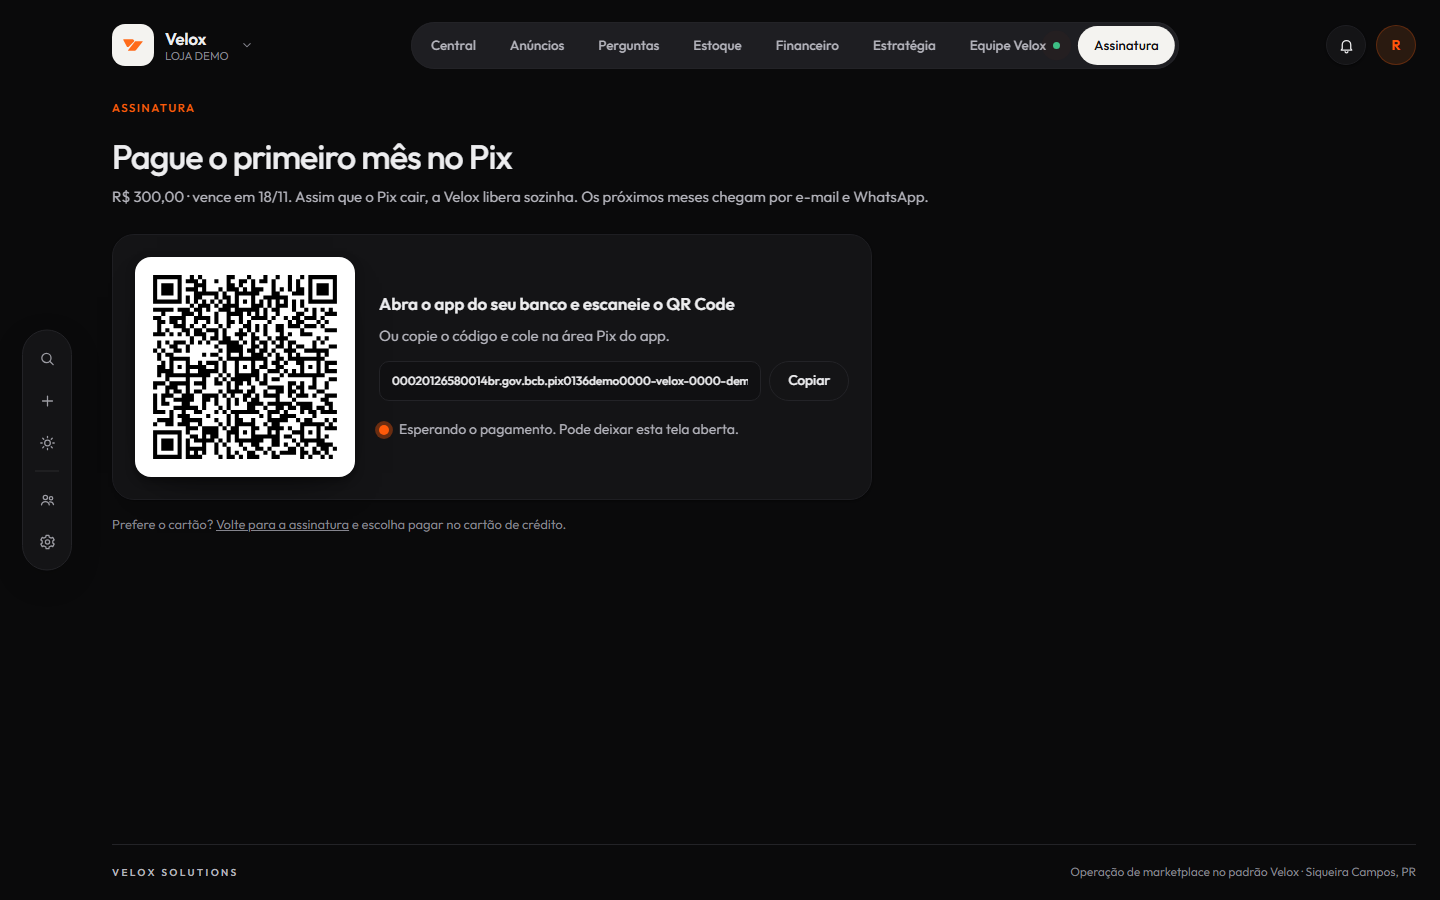 Velox
LOJA DEMO
Central
Anúncios
Perguntas
Estoque
Financeiro
Estratégia
Equipe Velox
Assinatura
R
ASSINATURA
Pague o primeiro mês no Pix
R$ 300,00 · vence em 18/11. Assim que o Pix cair, a Velox libera sozinha. Os próximos meses chegam por e-mail e WhatsApp.
Abra o app do seu banco e escaneie o QR Code
Ou copie o código e cole na área Pix do app.
00020126580014br.gov.bcb.pix0136demo0000-velox-0000-dem
Copiar
Esperando o pagamento. Pode deixar esta tela aberta.
Prefere o cartão? Volte para a assinatura e escolha pagar no cartão de crédito.
VELOX SOLUTIONS
Operação de marketplace no padrão Velox · Siqueira Campos, PR